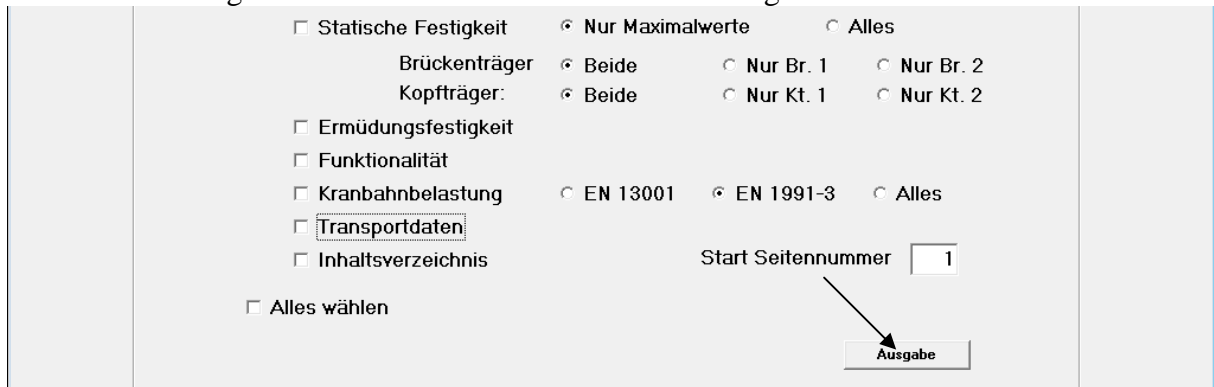 Statische Festigkeit Nur Maximalwerte Alles
Brückenträger Beide Nur Br. 1 Nur Br. 2
Kopfträger: Beide Nur Kt. 1 Nur Kt. 2
Ermüdungsfestigkeit
Funktionalität
Kranbahnbelastung EN 13001 EN 1991-3 Alles
Transportdaten
Inhaltsverzeichnis Start Seitennummer 1
Alles wählen
Ausgabe